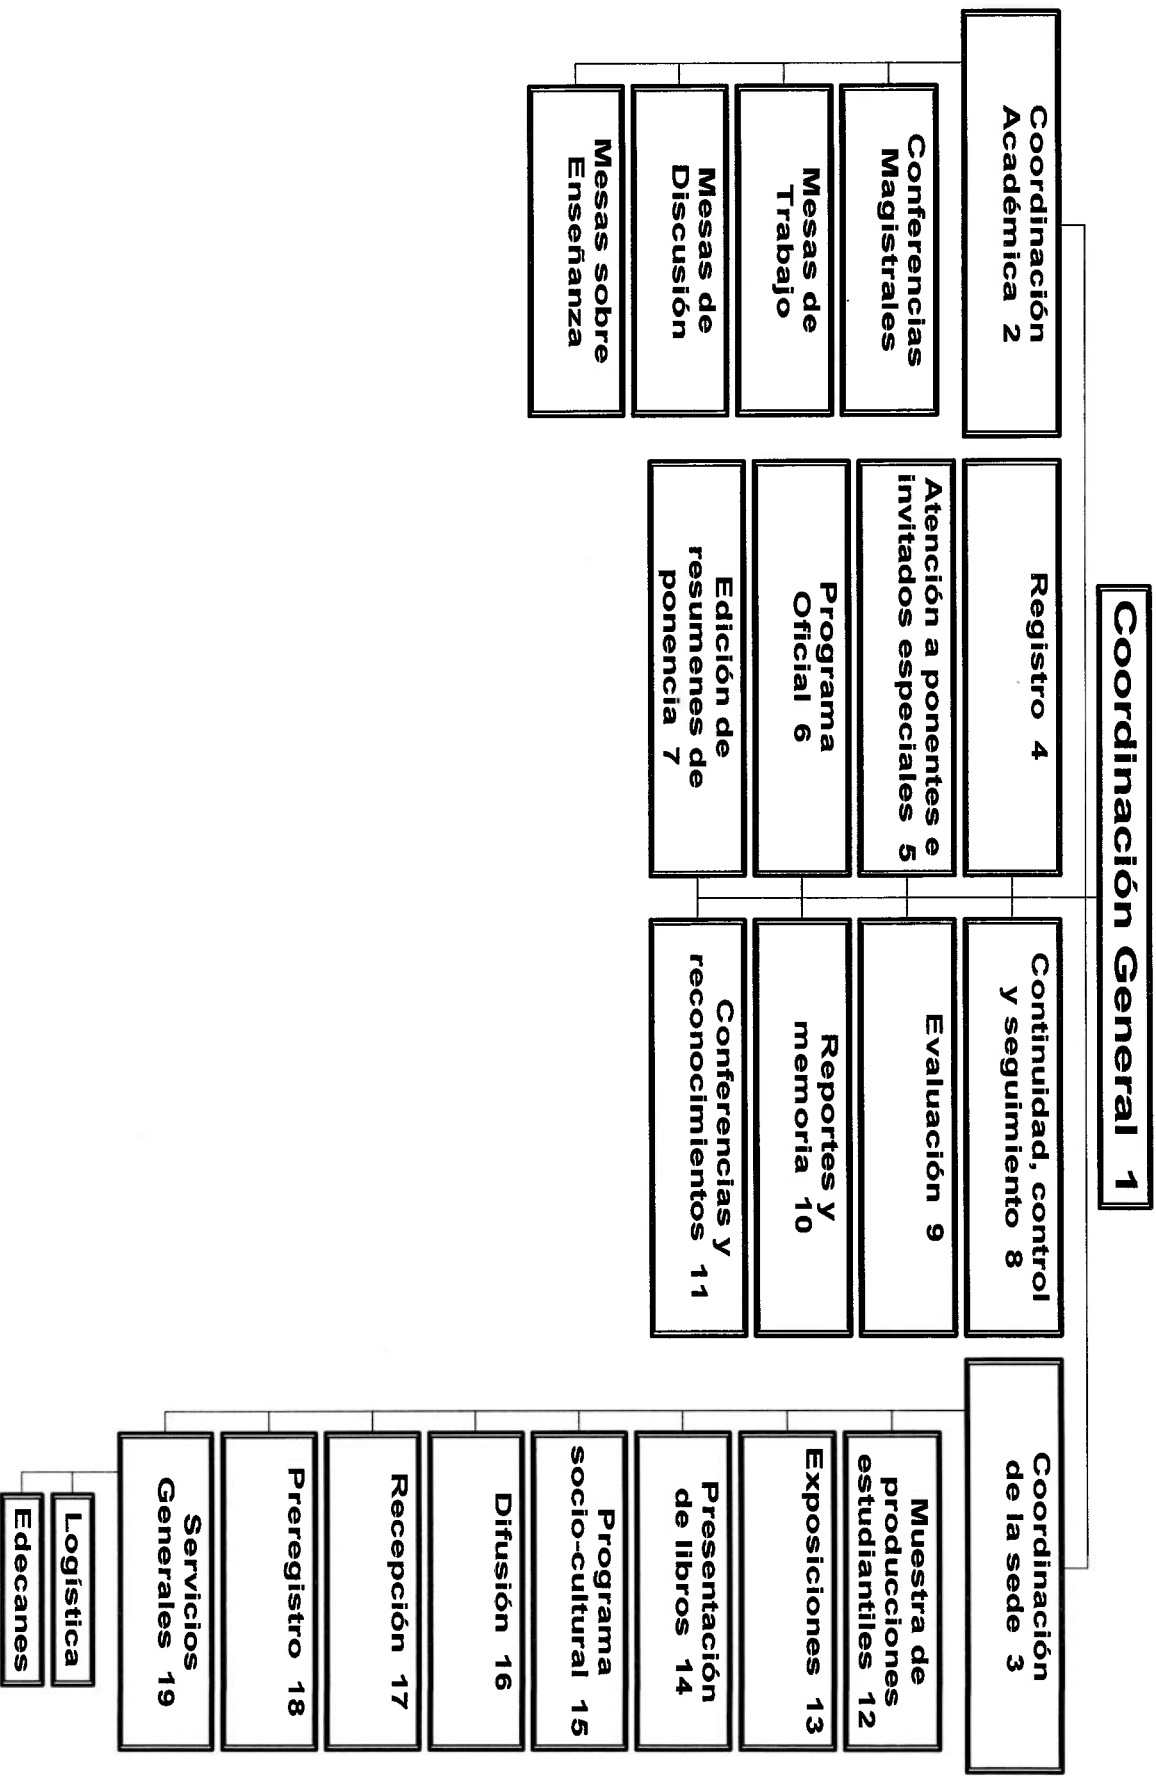 Coordinación General 1
Coordinación
Académica 2
Conferencias
Magistrales
Mesas de
Trabajo
Mesas de
Discusión
Mesas sobre
Enseñanza
Registro 4
Atención a ponentes e
invitados especiales 5
Programa
Oficial 6
Edición de
resumenes de
ponencia 7
Continuidad, control
y seguimiento 8
Evaluación 9
Reportes y
memoria 10
Conferencias y
reconocimientos 11
Coordinación
de la sede 3
Muestra de
producciones
estudiantiles 12
Exposiciones 13
Presentación
de libros 14
Programa
socio-cultural 15
Difusión 16
Recepción 17
Preregistro 18
Servicios
Generales 19
Logística
Edecanes